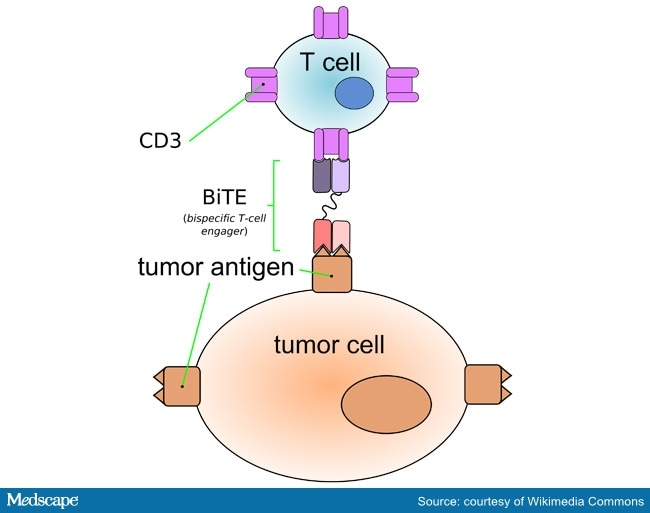 T cell
CD3
BiTE
(bispecific T-cell
engager)
tumor antigen
tumor cell
Medscape
Source: courtesy of Wikimedia Commons